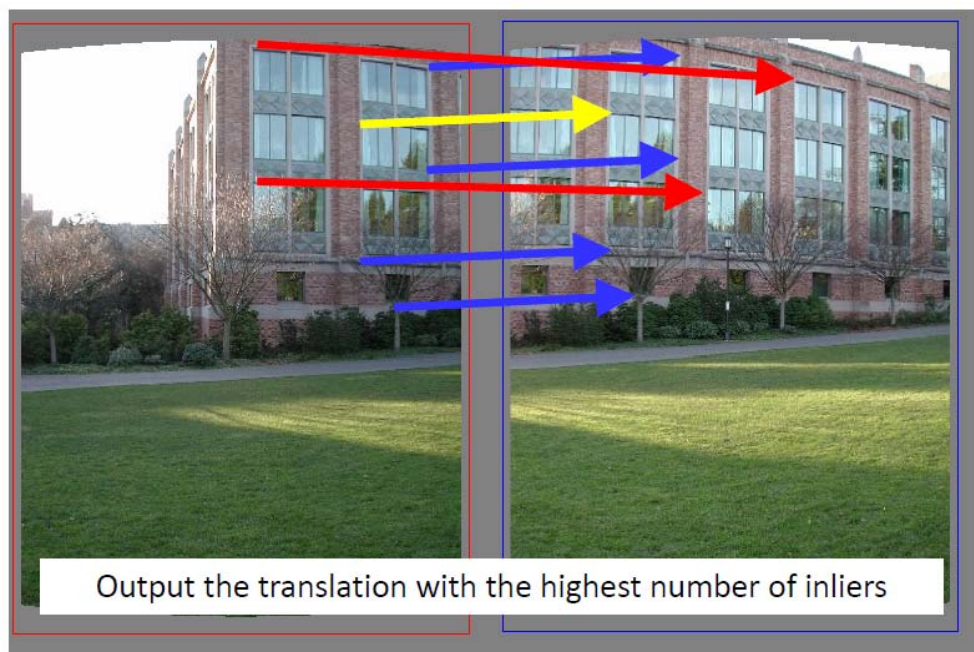 Output the translation with the highest number of inliers